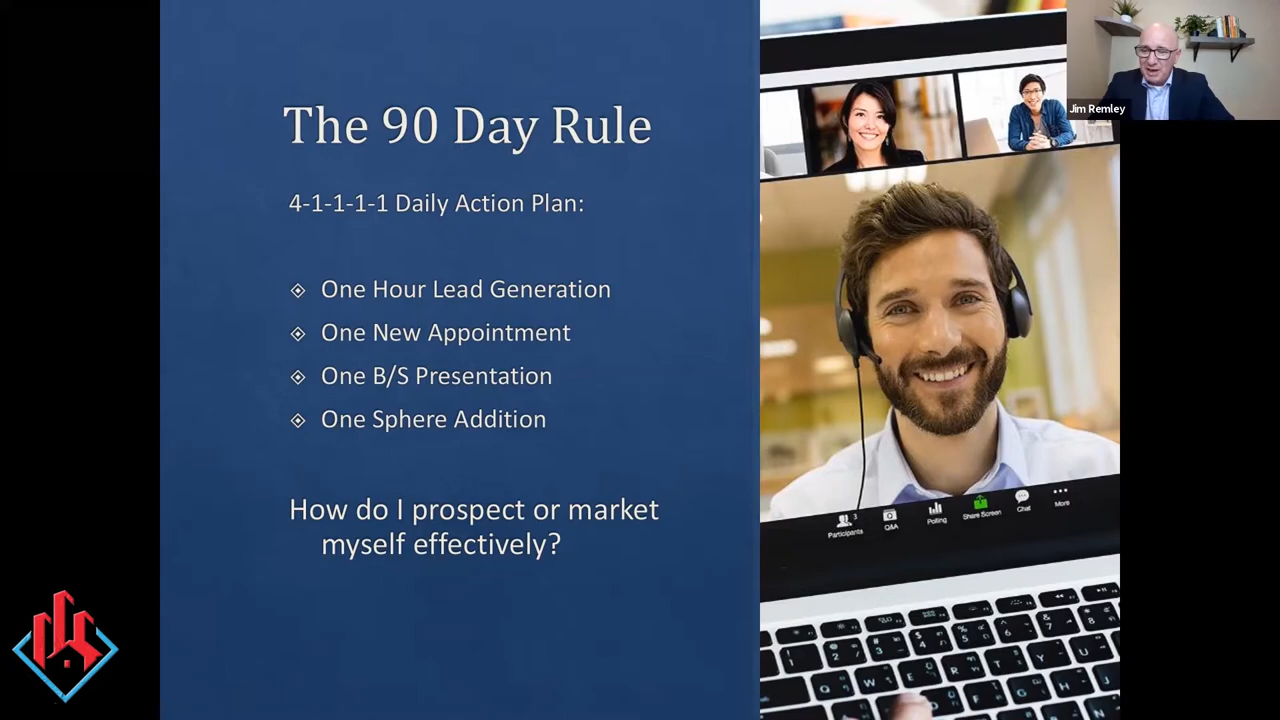 The 90 Day Rule
4-1-1-1-1 Daily Action Plan:
One Hour Lead Generation
One New Appointment
One B/S Presentation
One Sphere Addition
How do I prospect or market
myself effectively?
Jim Remley
3
Participants
Q&A
Polling
Share Screen
Chat
More
Q W E R T Y U